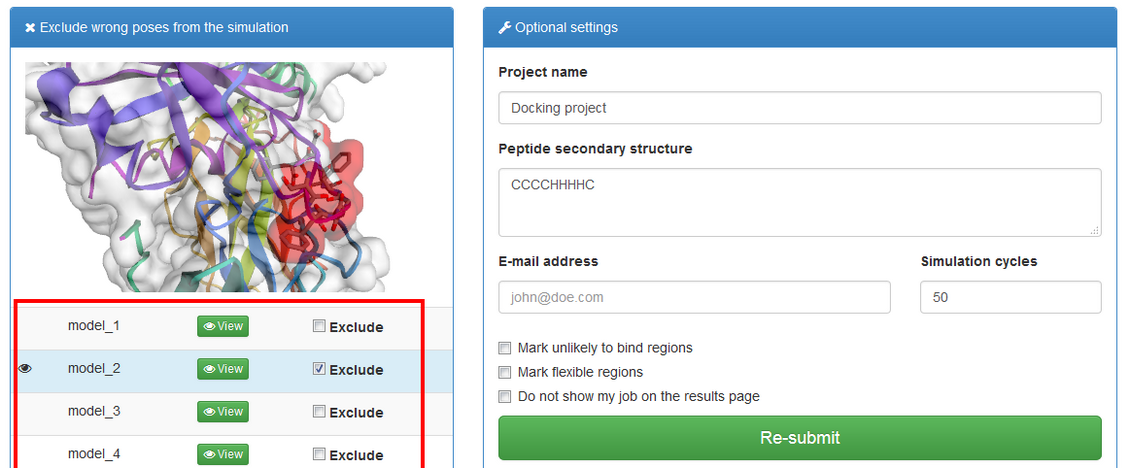 Exclude wrong poses from the simulation
model_1 View Exclude
model_2 View Exclude
model_3 View Exclude
model_4 View Exclude
Optional settings
Project name
Docking project
Peptide secondary structure
CCCCHHHHC
E-mail address Simulation cycles
john@doe.com 50
Mark unlikely to bind regions
Mark flexible regions
Do not show my job on the results page
Re-submit